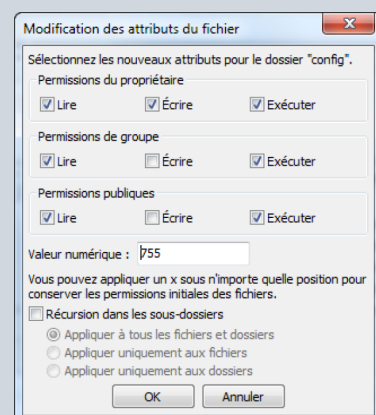 Modification des attributs du fichier
Sélectionnez les nouveaux attributs pour le dossier "config".
Permissions du propriétaire
Lire Écrire Exécuter
Permissions de groupe
Lire Écrire Exécuter
Permissions publiques
Lire Écrire Exécuter
Valeur numérique : 755
Vous pouvez appliquer un x sous n'importe quelle position pour
conserver les permissions initiales des fichiers.
Récursion dans les sous-dossiers
Appliquer à tous les fichiers et dossiers
Appliquer uniquement aux fichiers
Appliquer uniquement aux dossiers
OK Annuler